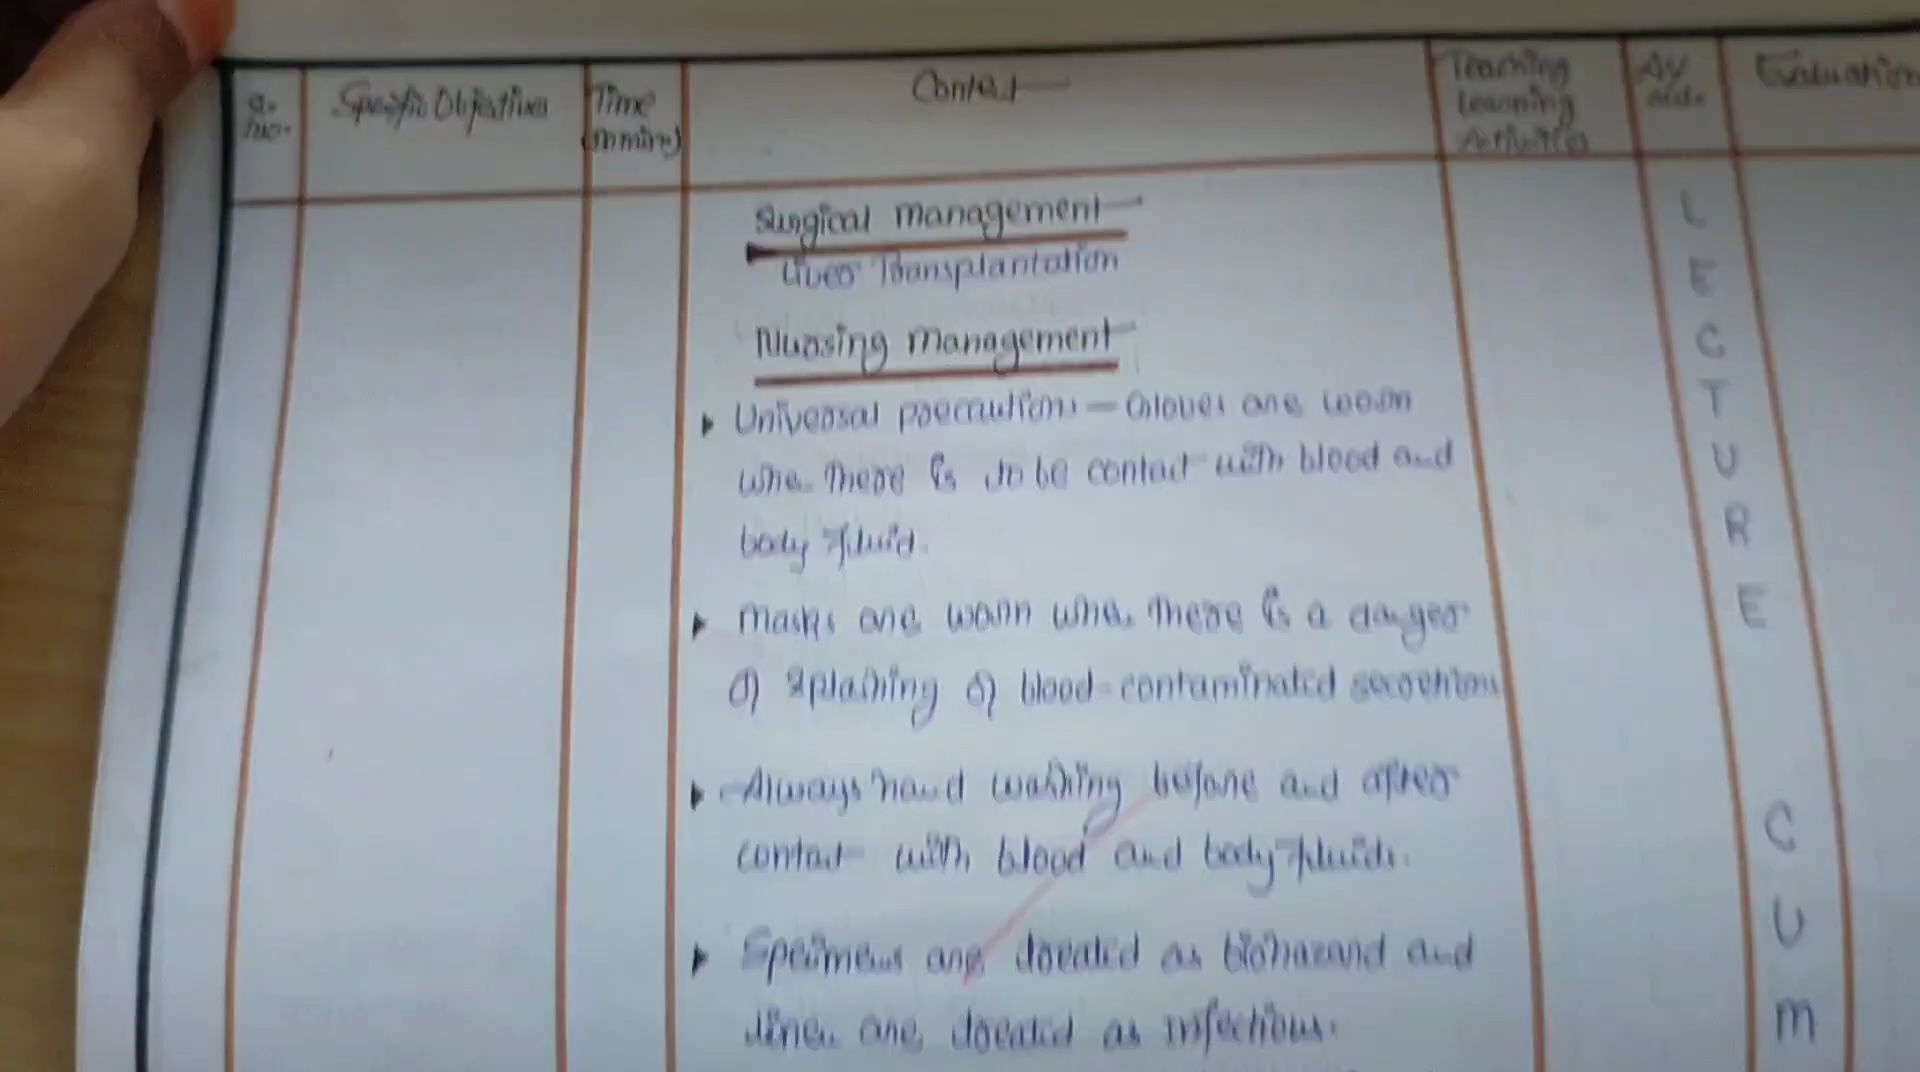 S. No.
Specific Objectives
Time (in min)
Content
Teaching Learning Activities
AV aids
Evaluation
Surgical Management
Liver Transplantation
Nursing Management
Universal precautions – Gloves are worn
when there is to be contact with blood and
body fluid.
Masks are worn when there is a danger
of splashing of blood-contaminated secretions
Always hand washing before and after
contact with blood and body fluids.
Specimens are treated as biohazard and
linen are treated as infectious.
L
E
C
T
U
R
E
C
U
M